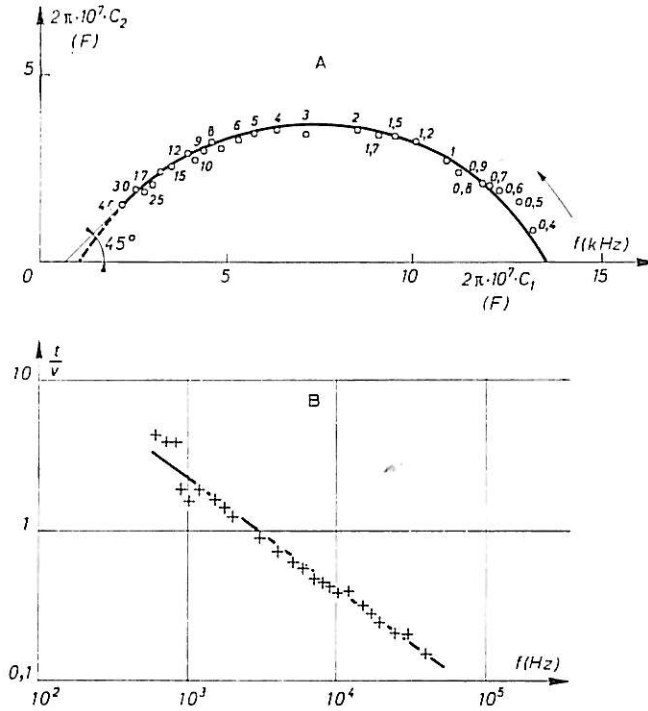 2π·10⁷·C₂
(F)
A
5
3
8 6 5 4 2 1,5
12 9 1,7 1,2
17 15 10 1
30 25 0,8 0,9 0,7
0,6 0,5
45° 0,4
f(kHz)
0 5 10 15
2π·10⁷·C₁
(F)
t/v
10
B
1
0,1
f(Hz)
10² 10³ 10⁴ 10⁵